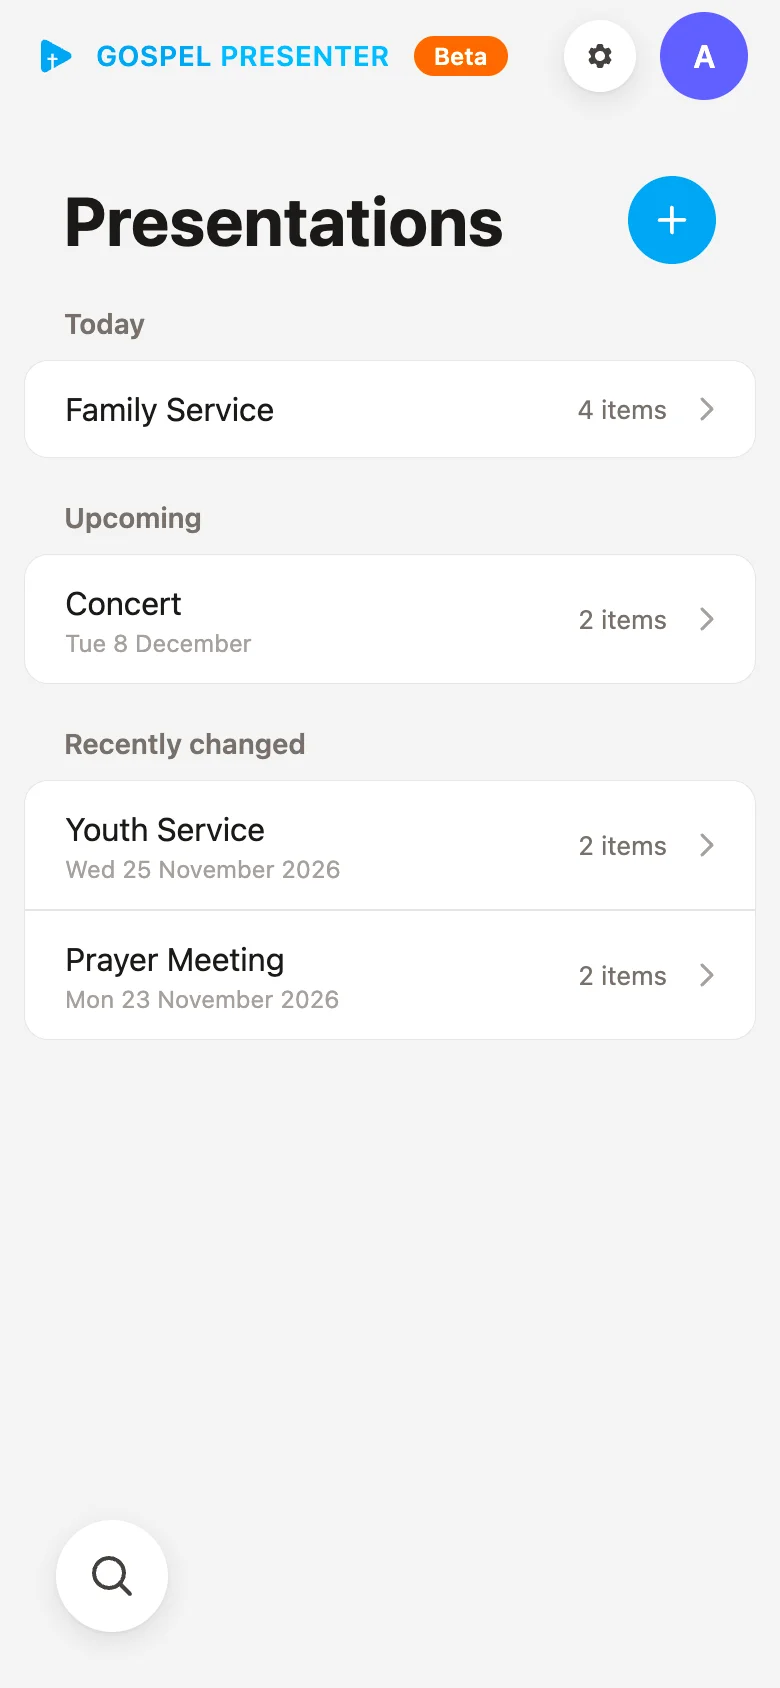 GOSPEL PRESENTER Beta A
Presentations
Today
Family Service 4 items
Upcoming
Concert
Tue 8 December
2 items
Recently changed
Youth Service
Wed 25 November 2026
2 items
Prayer Meeting
Mon 23 November 2026
2 items